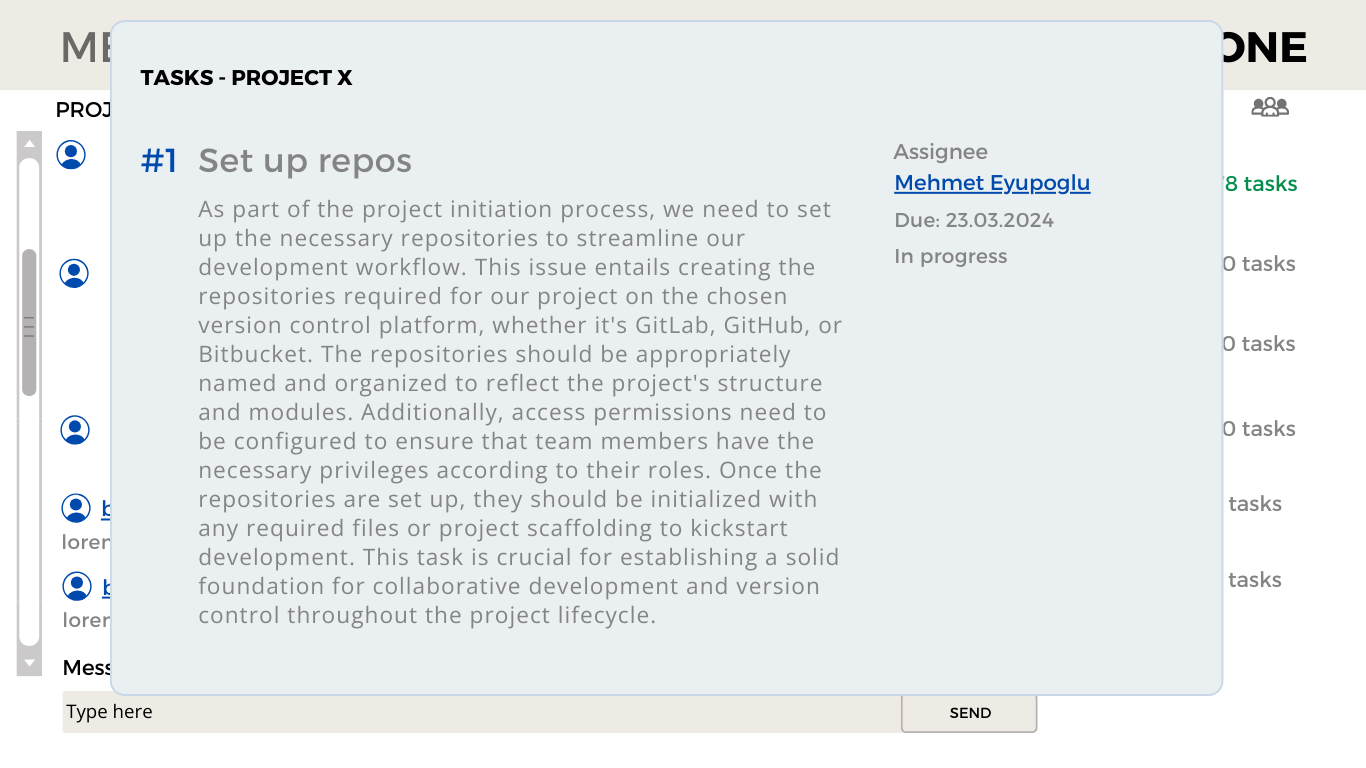 ONE
TASKS - PROJECT X
#1 Set up repos
As part of the project initiation process, we need to set
up the necessary repositories to streamline our
development workflow. This issue entails creating the
repositories required for our project on the chosen
version control platform, whether it's GitLab, GitHub, or
Bitbucket. The repositories should be appropriately
named and organized to reflect the project's structure
and modules. Additionally, access permissions need to
be configured to ensure that team members have the
necessary privileges according to their roles. Once the
repositories are set up, they should be initialized with
any required files or project scaffolding to kickstart
development. This task is crucial for establishing a solid
foundation for collaborative development and version
control throughout the project lifecycle.
Assignee
Mehmet Eyupoglu
Due: 23.03.2024
In progress
PROJ
8 tasks
0 tasks
0 tasks
0 tasks
tasks
tasks
Mess
Type here
SEND